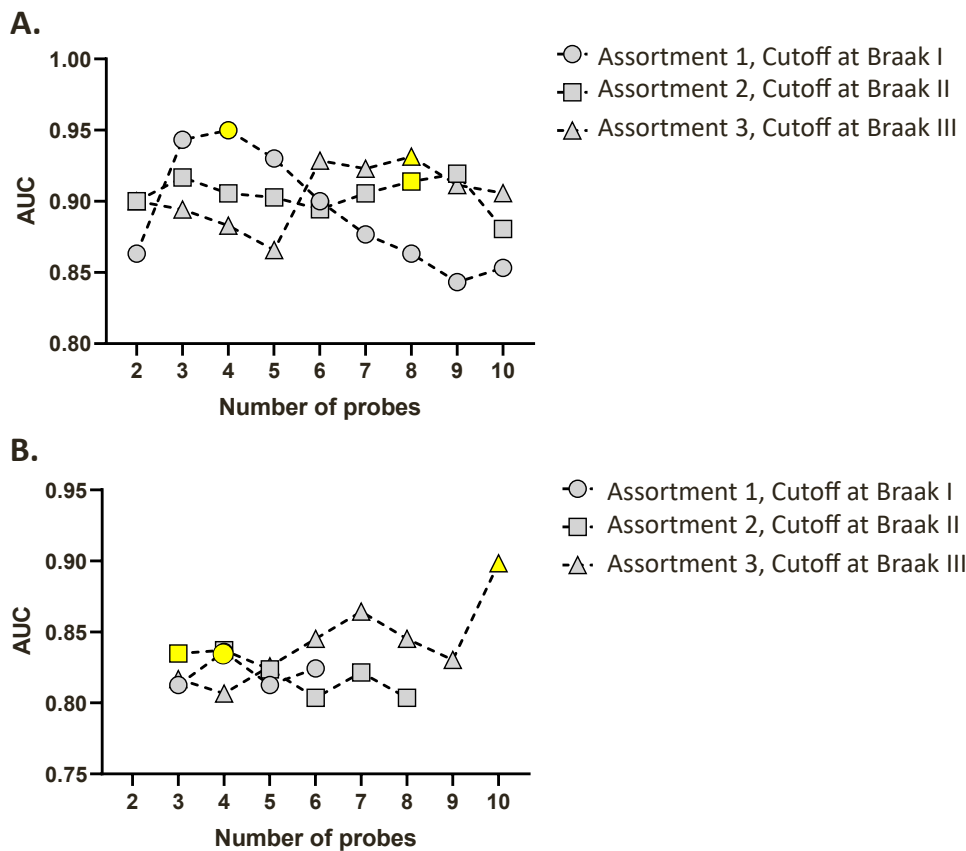 A.
1.00
0.95
0.90
0.85
0.80
AUC
2 3 4 5 6 7 8 9 10
Number of probes
Assortment 1, Cutoff at Braak I
Assortment 2, Cutoff at Braak II
Assortment 3, Cutoff at Braak III
B.
0.95
0.90
0.85
0.80
0.75
AUC
2 3 4 5 6 7 8 9 10
Number of probes
Assortment 1, Cutoff at Braak I
Assortment 2, Cutoff at Braak II
Assortment 3, Cutoff at Braak III